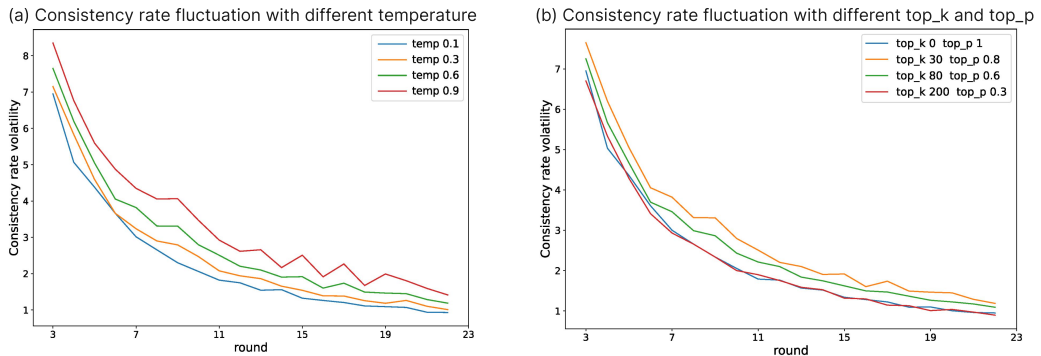 (a) Consistency rate fluctuation with different temperature
temp 0.1
temp 0.3
temp 0.6
temp 0.9
Consistency rate volatility
8
7
6
5
4
3
2
1
3
7
11
15
19
23
round
(b) Consistency rate fluctuation with different top_k and top_p
top_k 0 top_p 1
top_k 30 top_p 0.8
top_k 80 top_p 0.6
top_k 200 top_p 0.3
Consistency rate volatility
7
6
5
4
3
2
1
3
7
11
15
19
23
round